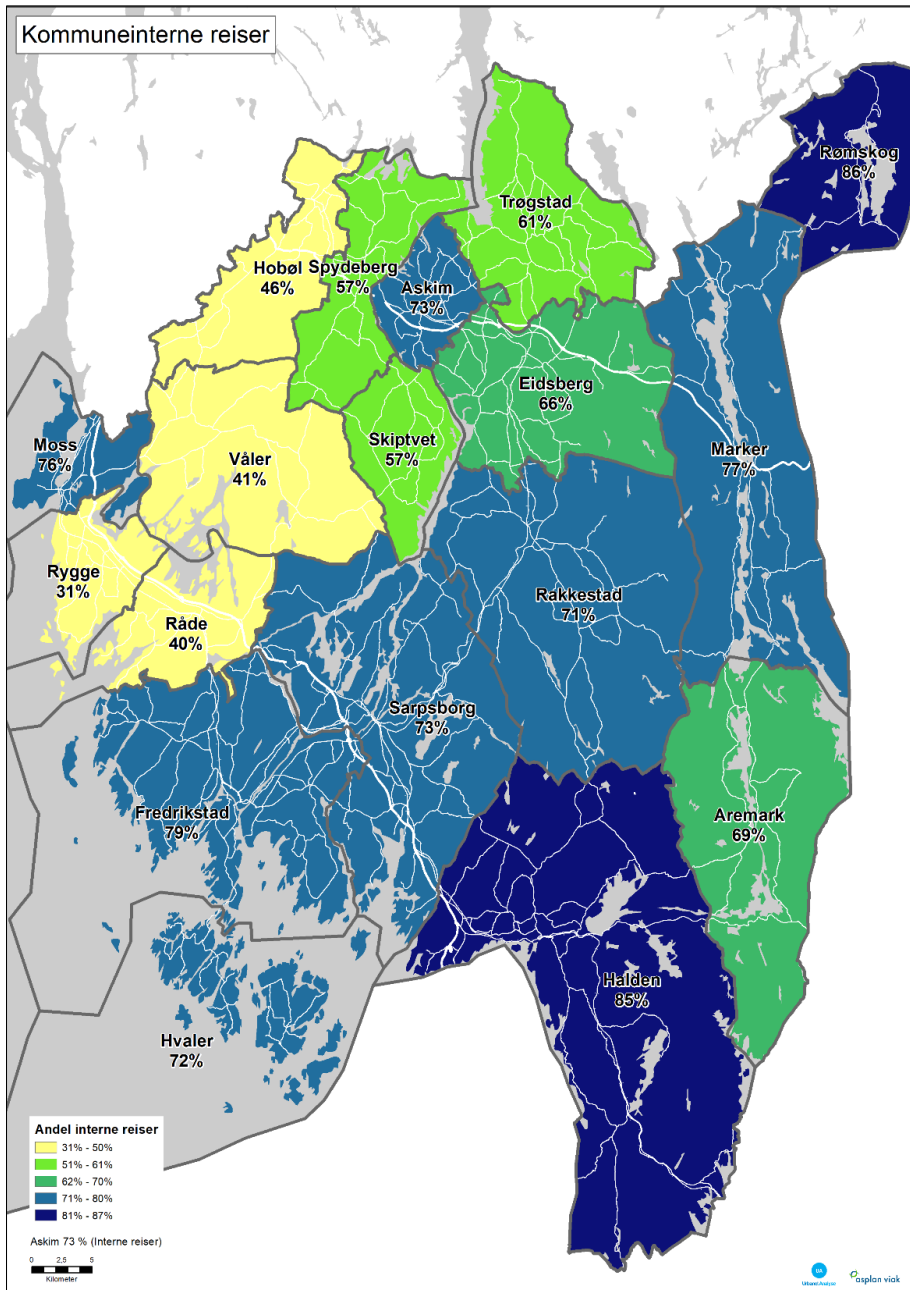 Kommuneinterne reiser
Rømskog
86%
Trøgstad
61%
Hobøl
46%
Spydeberg
57%
Askim
73%
Eidsberg
66%
Moss
76%
Våler
41%
Skiptvet
57%
Marker
77%
Rygge
31%
Råde
40%
Rakkestad
71%
Sarpsborg
73%
Fredrikstad
79%
Aremark
69%
Halden
85%
Hvaler
72%
Andel interne reiser
31% - 50%
51% - 61%
62% - 70%
71% - 80%
81% - 87%
Askim 73 % (Interne reiser)
0 2,5 5
Kilometer
UA
Urbanet Analyse
asplan viak